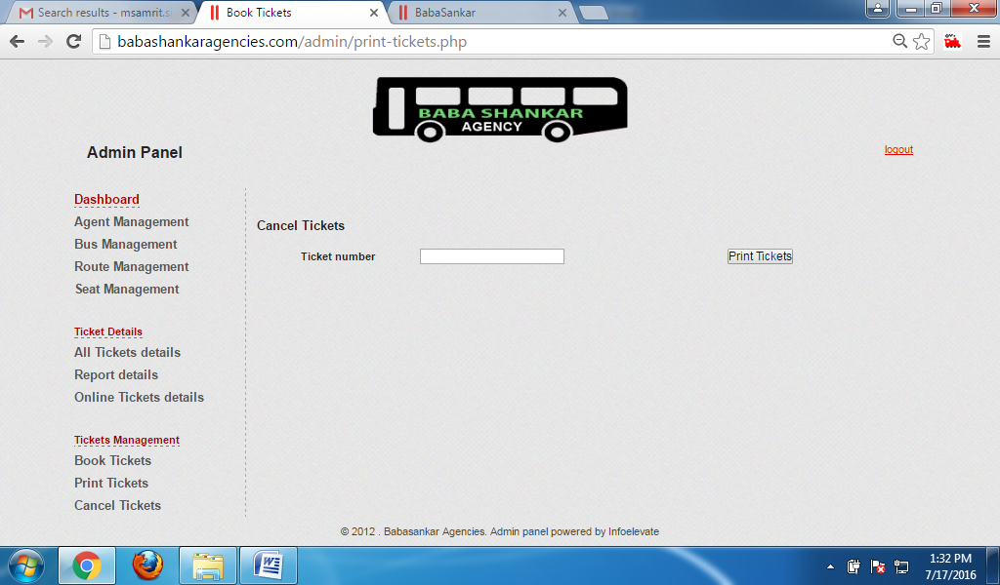 Search results - msamrit.s
Book Tickets
BabaSankar
babashankaragencies.com/admin/print-tickets.php
BABA SHANKAR
AGENCY
Admin Panel
logout
Dashboard
Agent Management
Bus Management
Route Management
Seat Management
Cancel Tickets
Ticket number
Print Tickets
Ticket Details
All Tickets details
Report details
Online Tickets details
Tickets Management
Book Tickets
Print Tickets
Cancel Tickets
© 2012 . Babasankar Agencies. Admin panel powered by Infoelevate
1:32 PM
7/17/2016